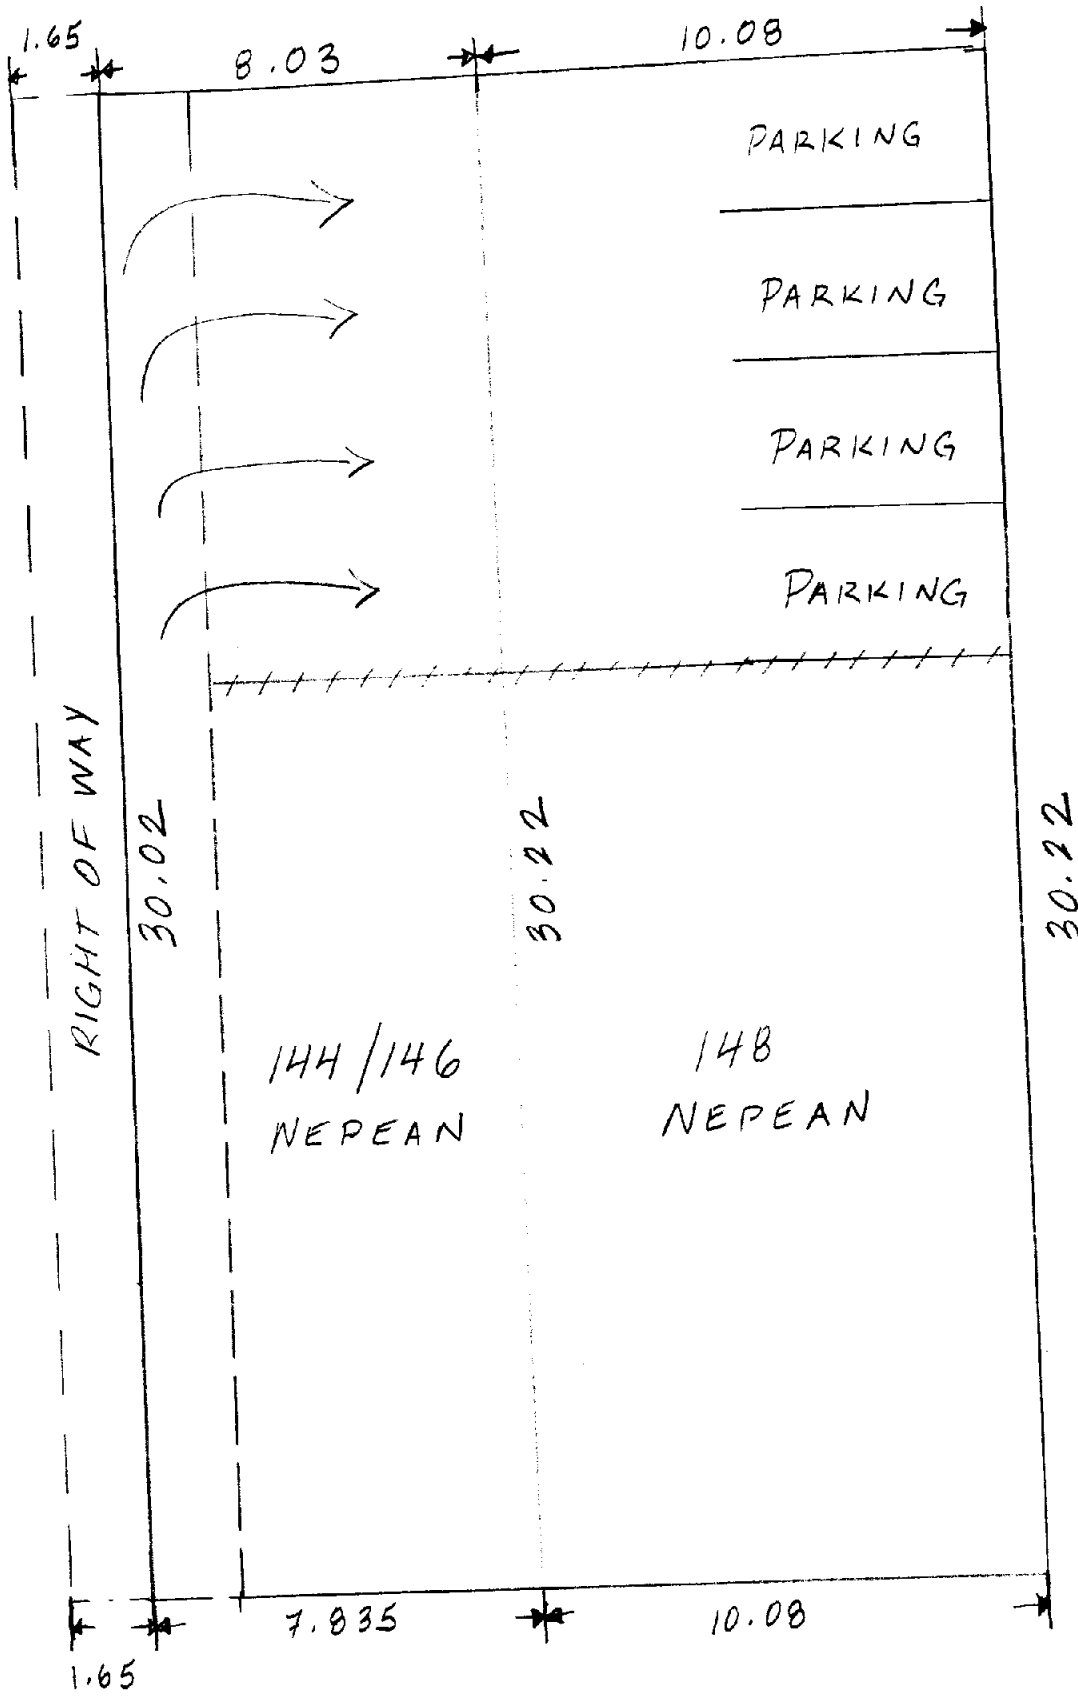 1.65
8.03
10.08
PARKING
PARKING
PARKING
PARKING
RIGHT OF WAY
30.02
30.22
30.22
144/146
NEPEAN
148
NEPEAN
7.835
10.08
1.65